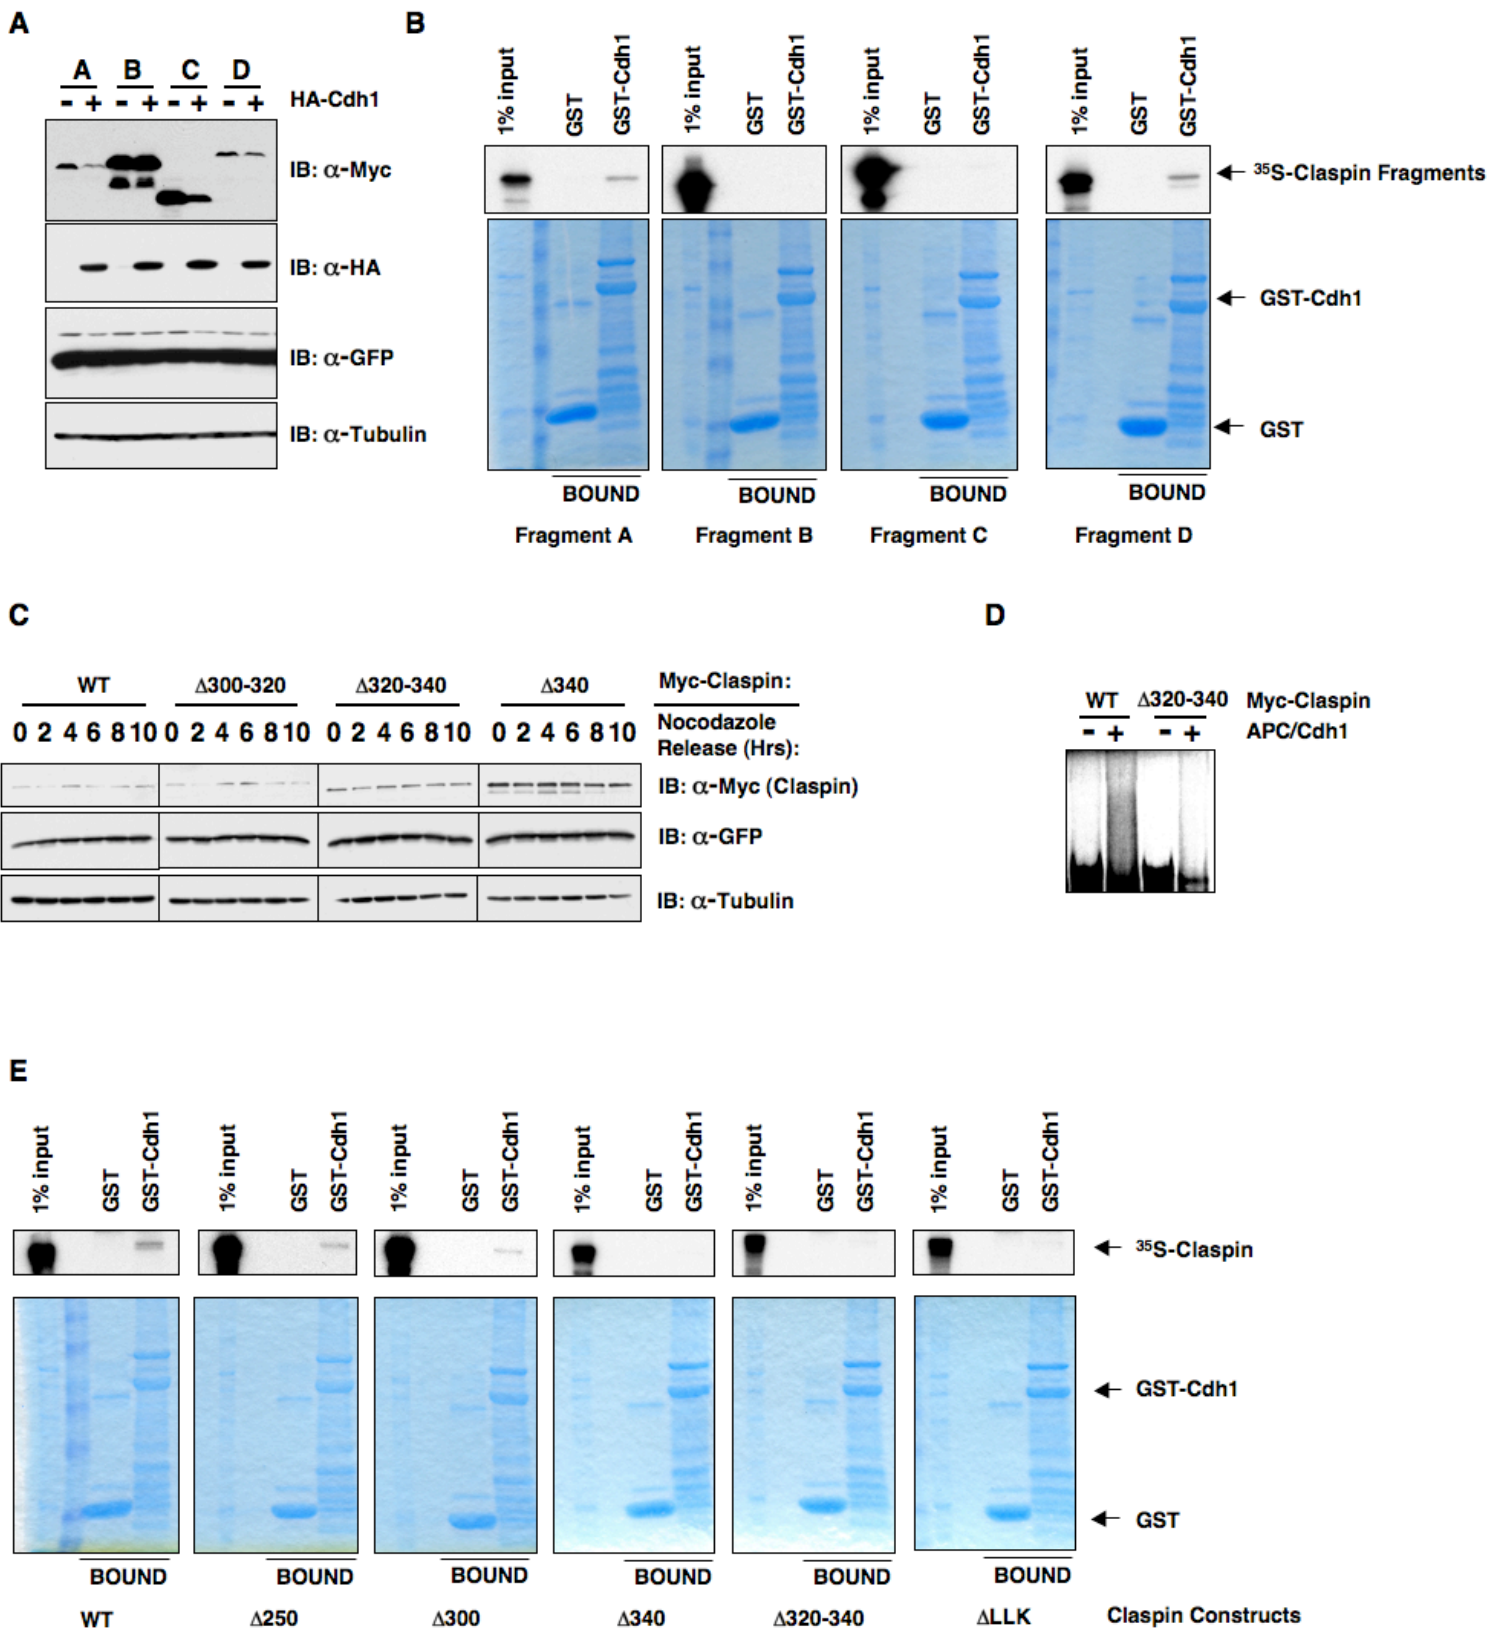 A
A B C D
- + - + - + - + HA-Cdh1
IB: α-Myc
IB: α-HA
IB: α-GFP
IB: α-Tubulin
B
1% input GST GST-Cdh1 1% input GST GST-Cdh1 1% input GST GST-Cdh1 1% input GST GST-Cdh1
35S-Claspin Fragments
GST-Cdh1
GST
BOUND BOUND BOUND BOUND
Fragment A Fragment B Fragment C Fragment D
C
WT Δ300-320 Δ320-340 Δ340 Myc-Claspin:
0 2 4 6 8 10 0 2 4 6 8 10 0 2 4 6 8 10 0 2 4 6 8 10 Nocodazole
Release (Hrs):
IB: α-Myc (Claspin)
IB: α-GFP
IB: α-Tubulin
D
WT Δ320-340 Myc-Claspin
- + - + APC/Cdh1
E
1% input GST GST-Cdh1 1% input GST GST-Cdh1 1% input GST GST-Cdh1 1% input GST GST-Cdh1 1% input GST GST-Cdh1 1% input GST GST-Cdh1
35S-Claspin
GST-Cdh1
GST
BOUND BOUND BOUND BOUND BOUND BOUND
WT Δ250 Δ300 Δ340 Δ320-340 ΔLLK Claspin Constructs